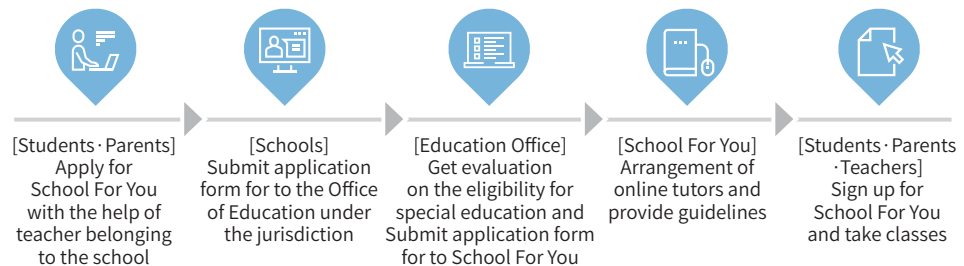 [Students · Parents]
Apply for
School For You
with the help of
teacher belonging
to the school
[Schools]
Submit application
form for to the Office
of Education under
the jurisdiction
[Education Office]
Get evaluation
on the eligibility for
special education and
Submit application form
for to School For You
[School For You]
Arrangement of
online tutors and
provide guidelines
[Students · Parents
· Teachers]
Sign up for
School For You
and take classes